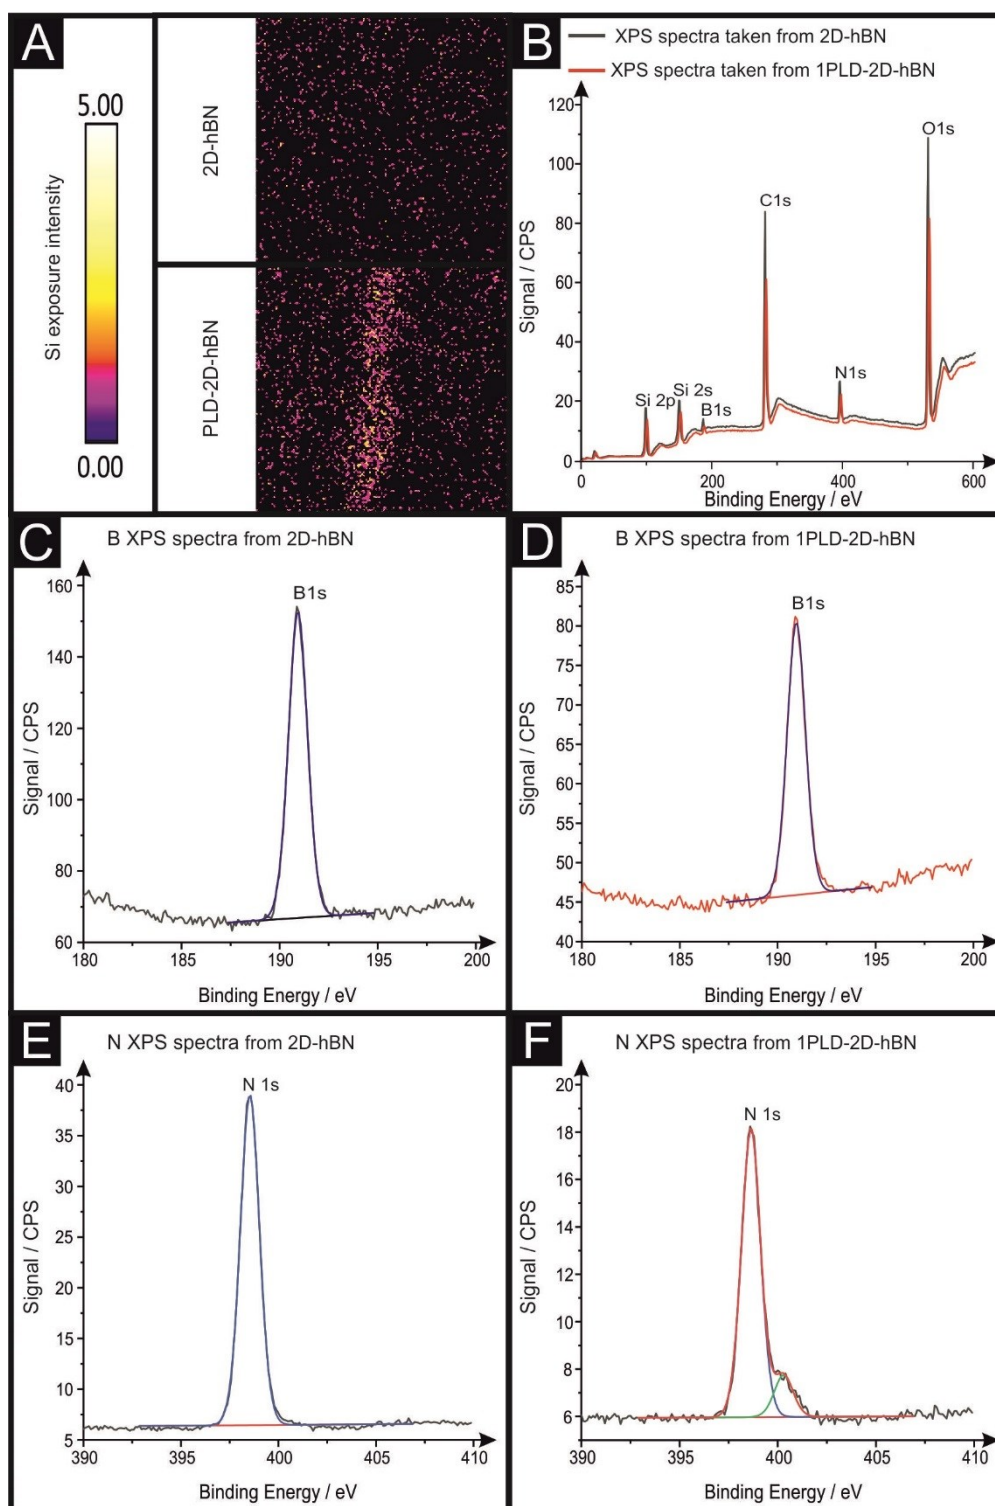 A
5.00
Si exposure intensity
0.00
2D-hBN
PLD-2D-hBN
B
XPS spectra taken from 2D-hBN
XPS spectra taken from 1PLD-2D-hBN
120
100
80
60
40
20
0
Signal / CPS
Si 2p
Si 2s
B1s
C1s
N1s
O1s
0
200
400
600
Binding Energy / eV
C
B XPS spectra from 2D-hBN
B1s
160
140
120
100
80
60
Signal / CPS
180
185
190
195
200
Binding Energy / eV
D
B XPS spectra from 1PLD-2D-hBN
B1s
85
80
75
70
65
60
55
50
45
40
Signal / CPS
180
185
190
195
200
Binding Energy / eV
E
N XPS spectra from 2D-hBN
N 1s
40
35
30
25
20
15
10
5
Signal / CPS
390
395
400
405
410
Binding Energy / eV
F
N XPS spectra from 1PLD-2D-hBN
N 1s
20
18
16
14
12
10
8
6
Signal / CPS
390
395
400
405
410
Binding Energy / eV